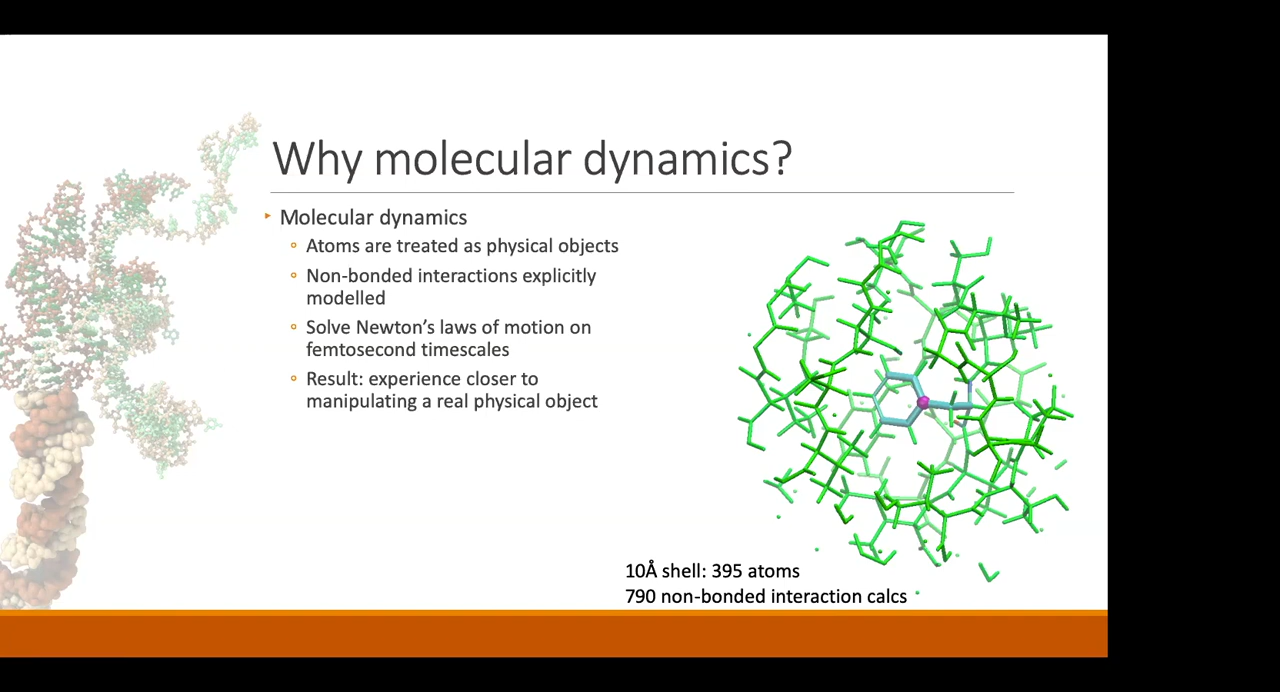 Why molecular dynamics?
Molecular dynamics
Atoms are treated as physical objects
Non-bonded interactions explicitly
modelled
Solve Newton’s laws of motion on
femtosecond timescales
Result: experience closer to
manipulating a real physical object
10Å shell: 395 atoms
790 non-bonded interaction calcs